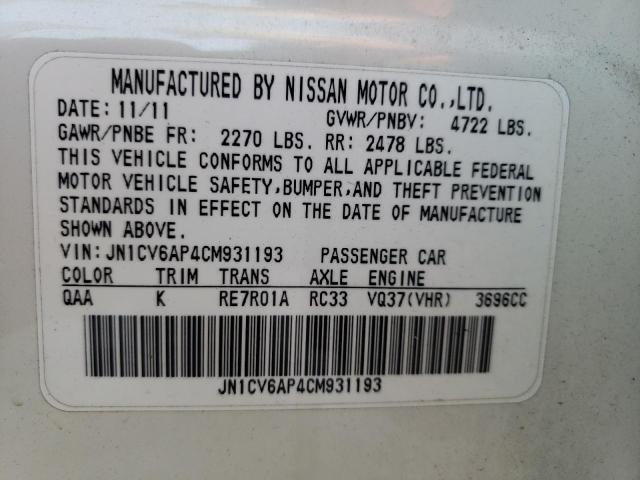 MANUFACTURED BY NISSAN MOTOR CO.,LTD.
DATE: 11/11 GVWR/PNBV: 4722 LBS.
GAWR/PNBE FR: 2270 LBS. RR: 2478 LBS.
THIS VEHICLE CONFORMS TO ALL APPLICABLE FEDERAL
MOTOR VEHICLE SAFETY,BUMPER,AND THEFT PREVENTION
STANDARDS IN EFFECT ON THE DATE OF MANUFACTURE
SHOWN ABOVE.
VIN:JN1CV6AP4CM931193 PASSENGER CAR
COLOR TRIM TRANS AXLE ENGINE
QAA K RE7R01A RC33 VQ37(VHR) 3696CC
JN1CV6AP4CM931193